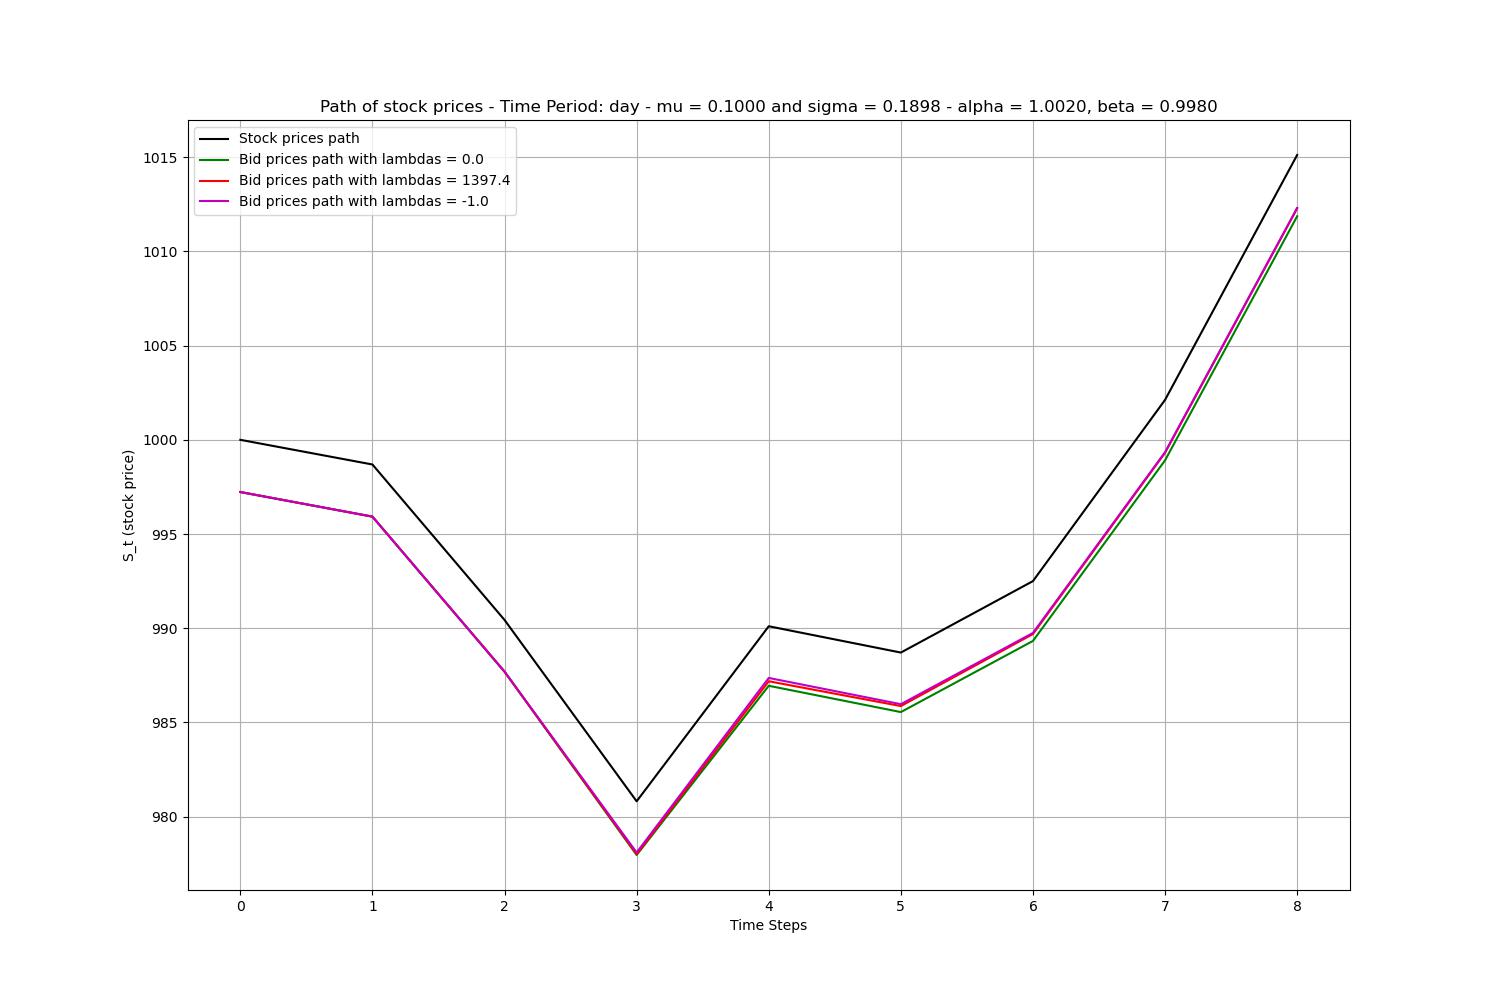 Path of stock prices - Time Period: day - mu = 0.1000 and sigma = 0.1898 - alpha = 1.0020, beta = 0.9980
Stock prices path
Bid prices path with lambdas = 0.0
Bid prices path with lambdas = 1397.4
Bid prices path with lambdas = -1.0
1015
1010
1005
1000
995
990
985
980
S_t (stock price)
0 1 2 3 4 5 6 7 8
Time Steps